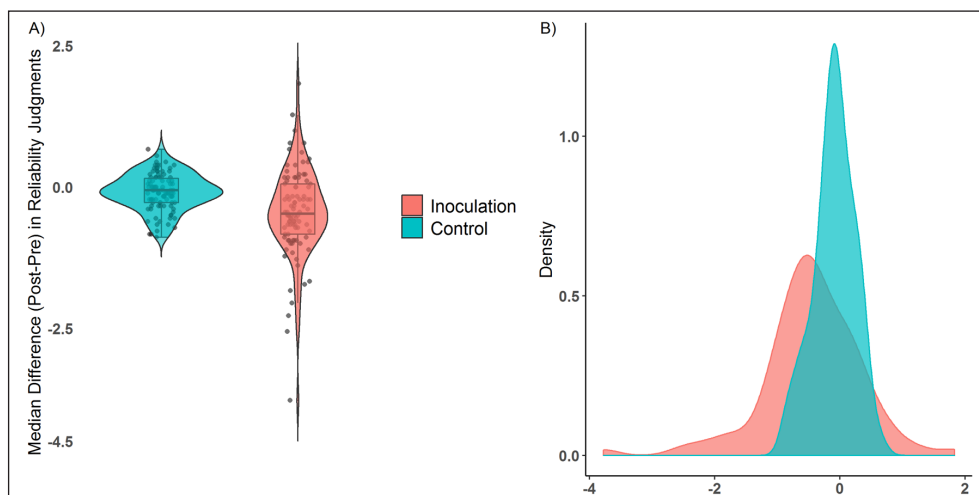 A)
2.5
0.0
-2.5
-4.5
Median Difference (Post-Pre) in Reliability Judgments
Inoculation
Control
B)
1.0
0.5
0.0
Density
-4
-2
0
2